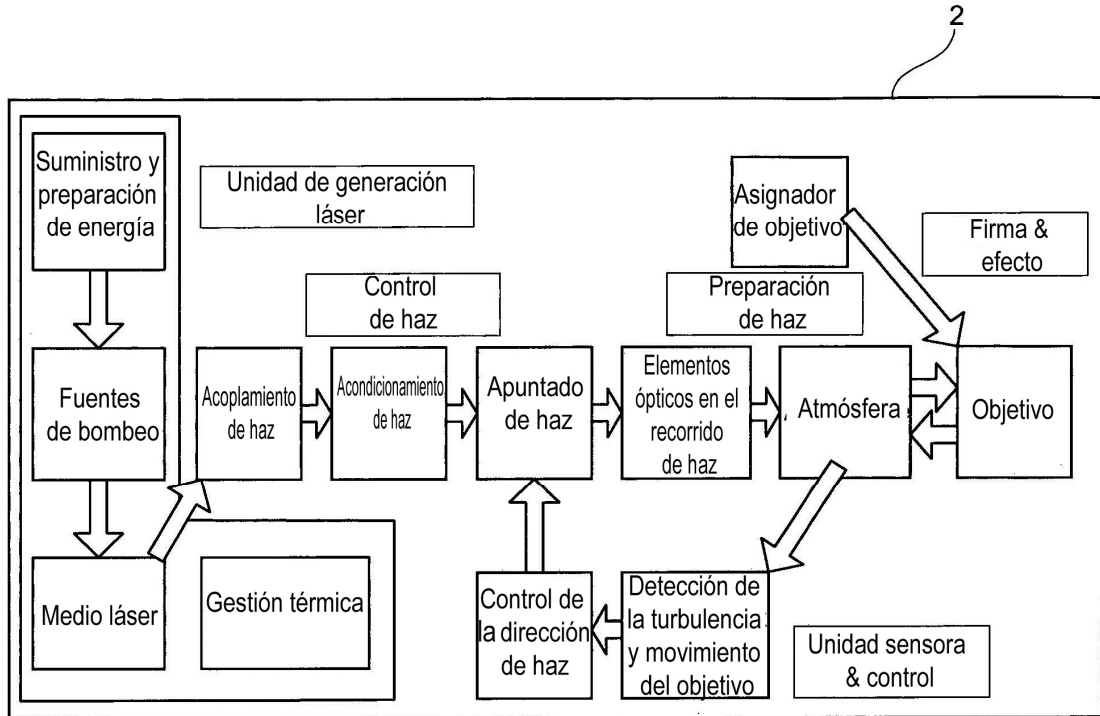 2
Suministro y
preparación
de energía
Unidad de generación
láser
Asignador
de objetivo
Firma &
efecto
Control
de haz
Preparación
de haz
Fuentes
de bombeo
Acoplamiento
de haz
Acondicionamiento
de haz
Apuntado
de haz
Elementos
ópticos en el
recorrido
de haz
Atmósfera
Objetivo
Medio láser
Gestión térmica
Control de
la dirección
de haz
Detección de
la turbulencia
y movimiento
del objetivo
Unidad sensora
& control